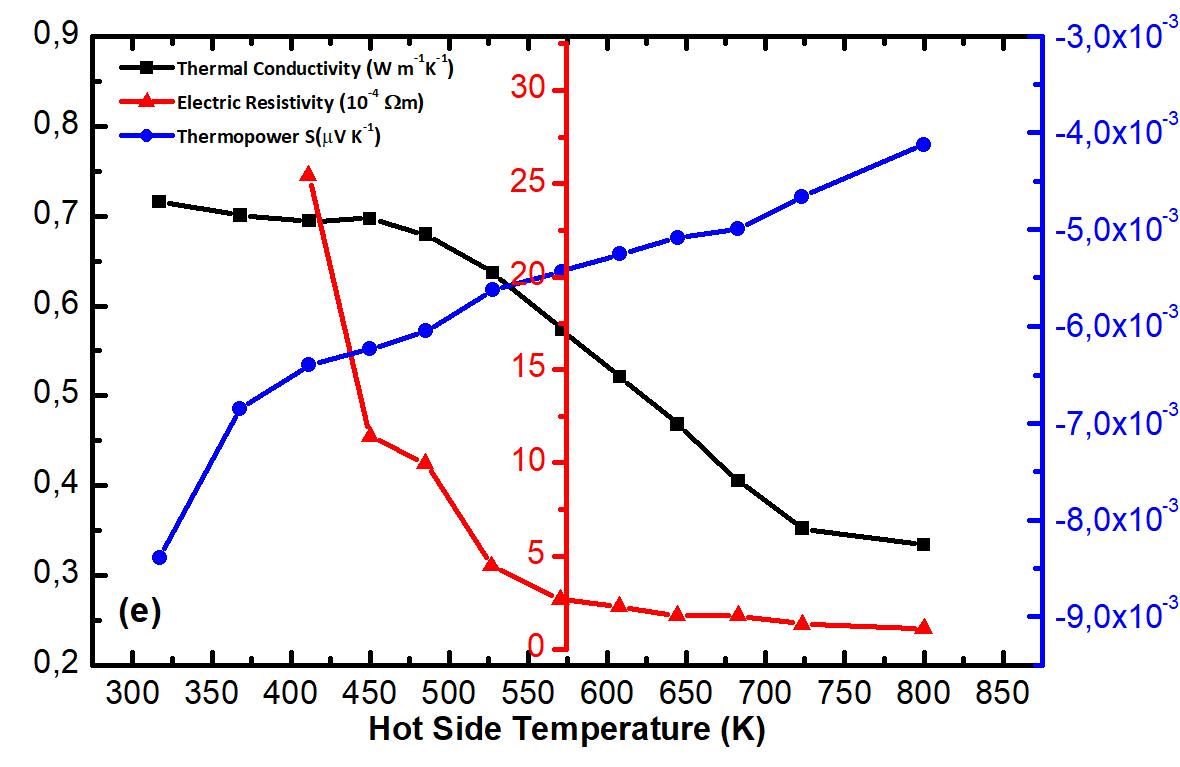 0,9
0,8
0,7
0,6
0,5
0,4
0,3
0,2
Thermal Conductivity (W m⁻¹K⁻¹)
Electric Resistivity (10⁻⁴ Ωm)
Thermopower S(μV K⁻¹)
30
25
20
15
10
5
0
-3,0x10⁻³
-4,0x10⁻³
-5,0x10⁻³
-6,0x10⁻³
-7,0x10⁻³
-8,0x10⁻³
-9,0x10⁻³
(e)
300 350 400 450 500 550 600 650 700 750 800 850
Hot Side Temperature (K)